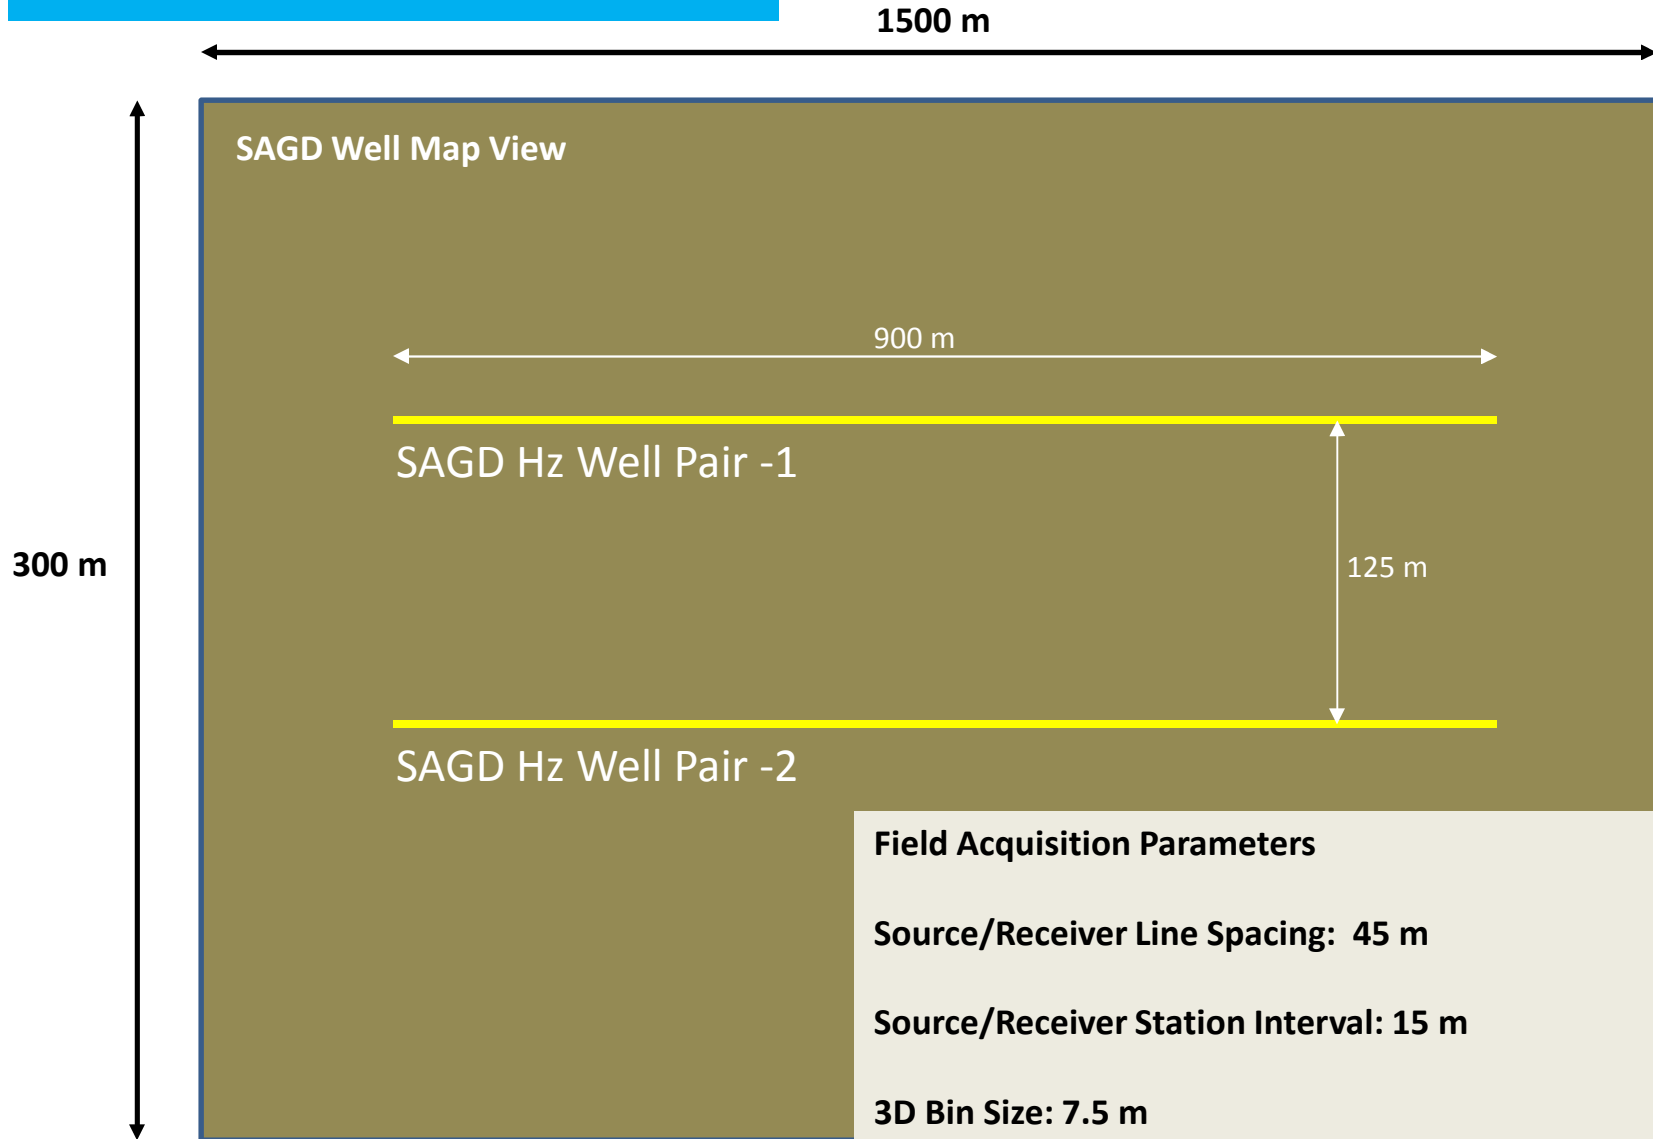 1500 m
SAGD Well Map View
900 m
SAGD Hz Well Pair -1
300 m
125 m
SAGD Hz Well Pair -2
Field Acquisition Parameters
Source/Receiver Line Spacing:  45 m
Source/Receiver Station Interval: 15 m
3D Bin Size: 7.5 m